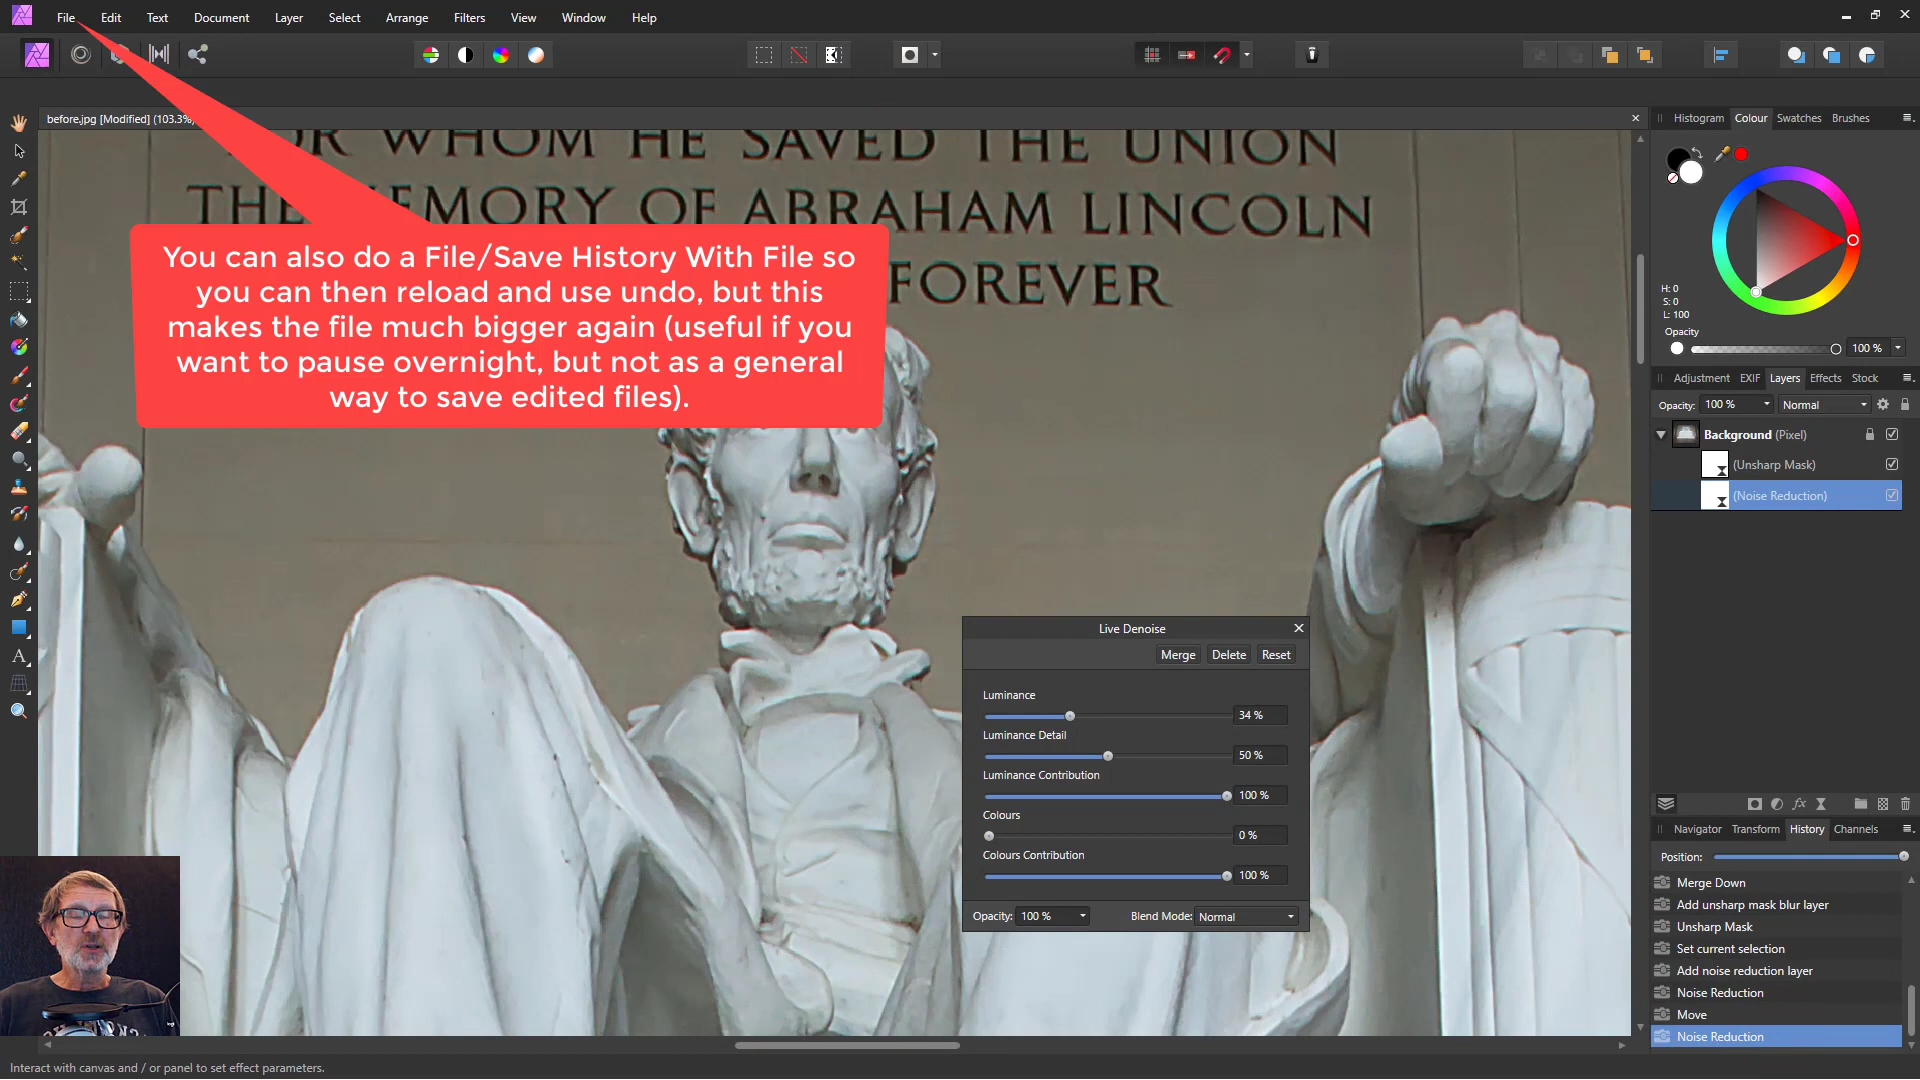 File Edit Text Document Layer Select Arrange Filters View Window Help
before.jpg [Modified] (103.3%)
FOR WHOM HE SAVED THE UNION
THE MEMORY OF ABRAHAM LINCOLN
FOREVER
You can also do a File/Save History With File so
you can then reload and use undo, but this
makes the file much bigger again (useful if you
want to pause overnight, but not as a general
way to save edited files).
Live Denoise
Merge Delete Reset
Luminance
34 %
Luminance Detail
50 %
Luminance Contribution
100 %
Colours
0 %
Colours Contribution
100 %
Opacity: 100 % Blend Mode: Normal
Histogram Colour Swatches Brushes
H: 0
S: 0
L: 100
Opacity
100 %
Adjustment EXIF Layers Effects Stock
Opacity: 100 % Normal
Background (Pixel)
(Unsharp Mask)
(Noise Reduction)
Navigator Transform History Channels
Position:
Merge Down
Add unsharp mask blur layer
Unsharp Mask
Set current selection
Add noise reduction layer
Noise Reduction
Move
Noise Reduction
Interact with canvas and / or panel to set effect parameters.